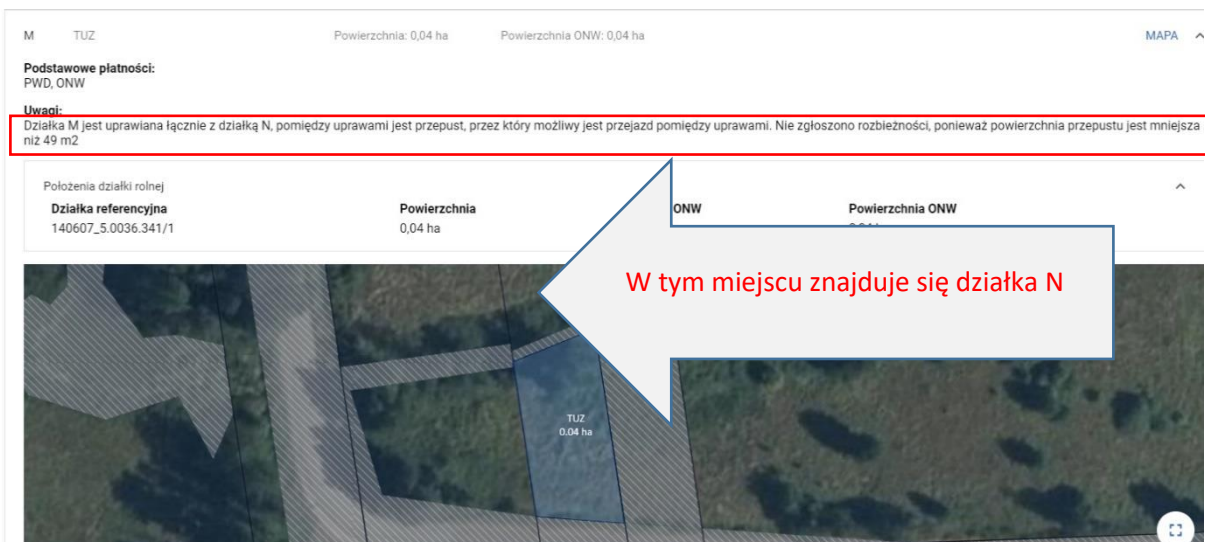 M TUZ Powierzchnia: 0,04 ha Powierzchnia ONW: 0,04 ha MAPA
Podstawowe płatności:
PWD, ONW
Uwagi:
Działka M jest uprawiana łącznie z działką N, pomiędzy uprawami jest przepust, przez który możliwy jest przejazd pomiędzy uprawami. Nie zgłoszono rozbieżności, ponieważ powierzchnia przepustu jest mniejsza
niż 49 m2
Położenia działki rolnej
Działka referencyjna Powierzchnia ONW Powierzchnia ONW
140607_5.0036.341/1 0,04 ha
W tym miejscu znajduje się działka N
TUZ
0.04 ha